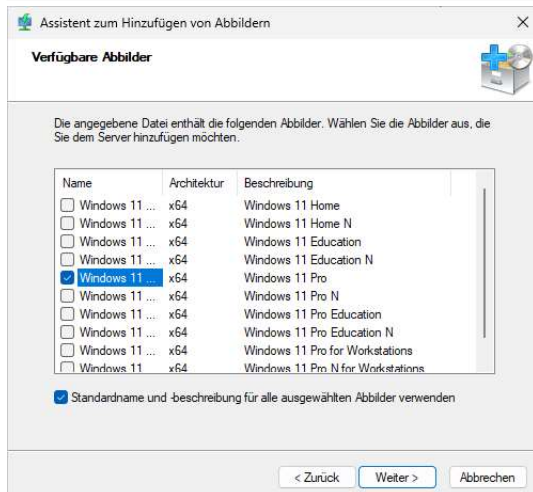 Assistent zum Hinzufügen von Abbildern
Verfügbare Abbilder
Die angegebene Datei enthält die folgenden Abbilder. Wählen Sie die Abbilder aus, die
Sie dem Server hinzufügen möchten.
Name Architektur Beschreibung
Windows 11 ... x64 Windows 11 Home
Windows 11 ... x64 Windows 11 Home N
Windows 11 ... x64 Windows 11 Education
Windows 11 ... x64 Windows 11 Education N
Windows 11 ... x64 Windows 11 Pro
Windows 11 ... x64 Windows 11 Pro N
Windows 11 ... x64 Windows 11 Pro Education
Windows 11 ... x64 Windows 11 Pro Education N
Windows 11 ... x64 Windows 11 Pro for Workstations
Windows 11 ... x64 Windows 11 Pro N for Workstations
Standardname und -beschreibung für alle ausgewählten Abbilder verwenden
< Zurück Weiter > Abbrechen